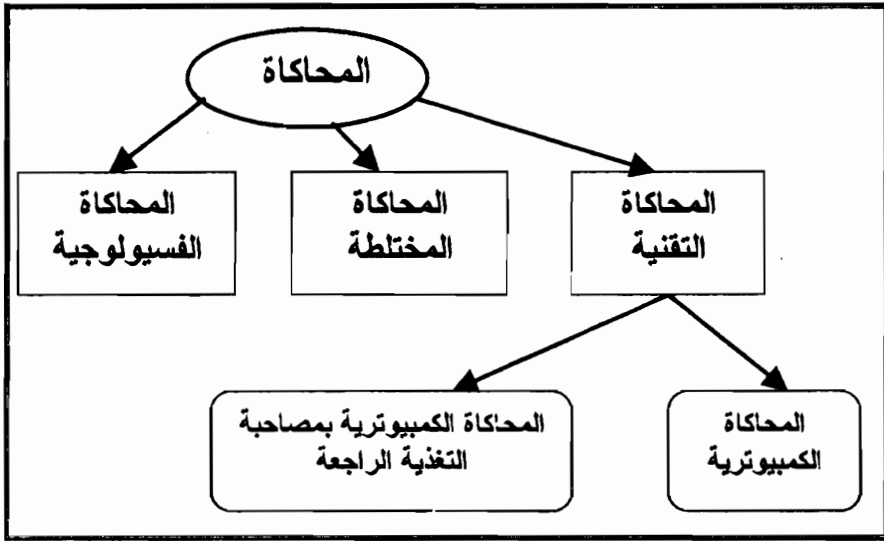 المحاكاة
المحاكاة
التقنية
المحاكاة
المختلطة
المحاكاة
الفسيولوجية
المحاكاة
الكمبيوترية
المحاكاة الكمبيوترية بمصاحبة
التغذية الراجعة